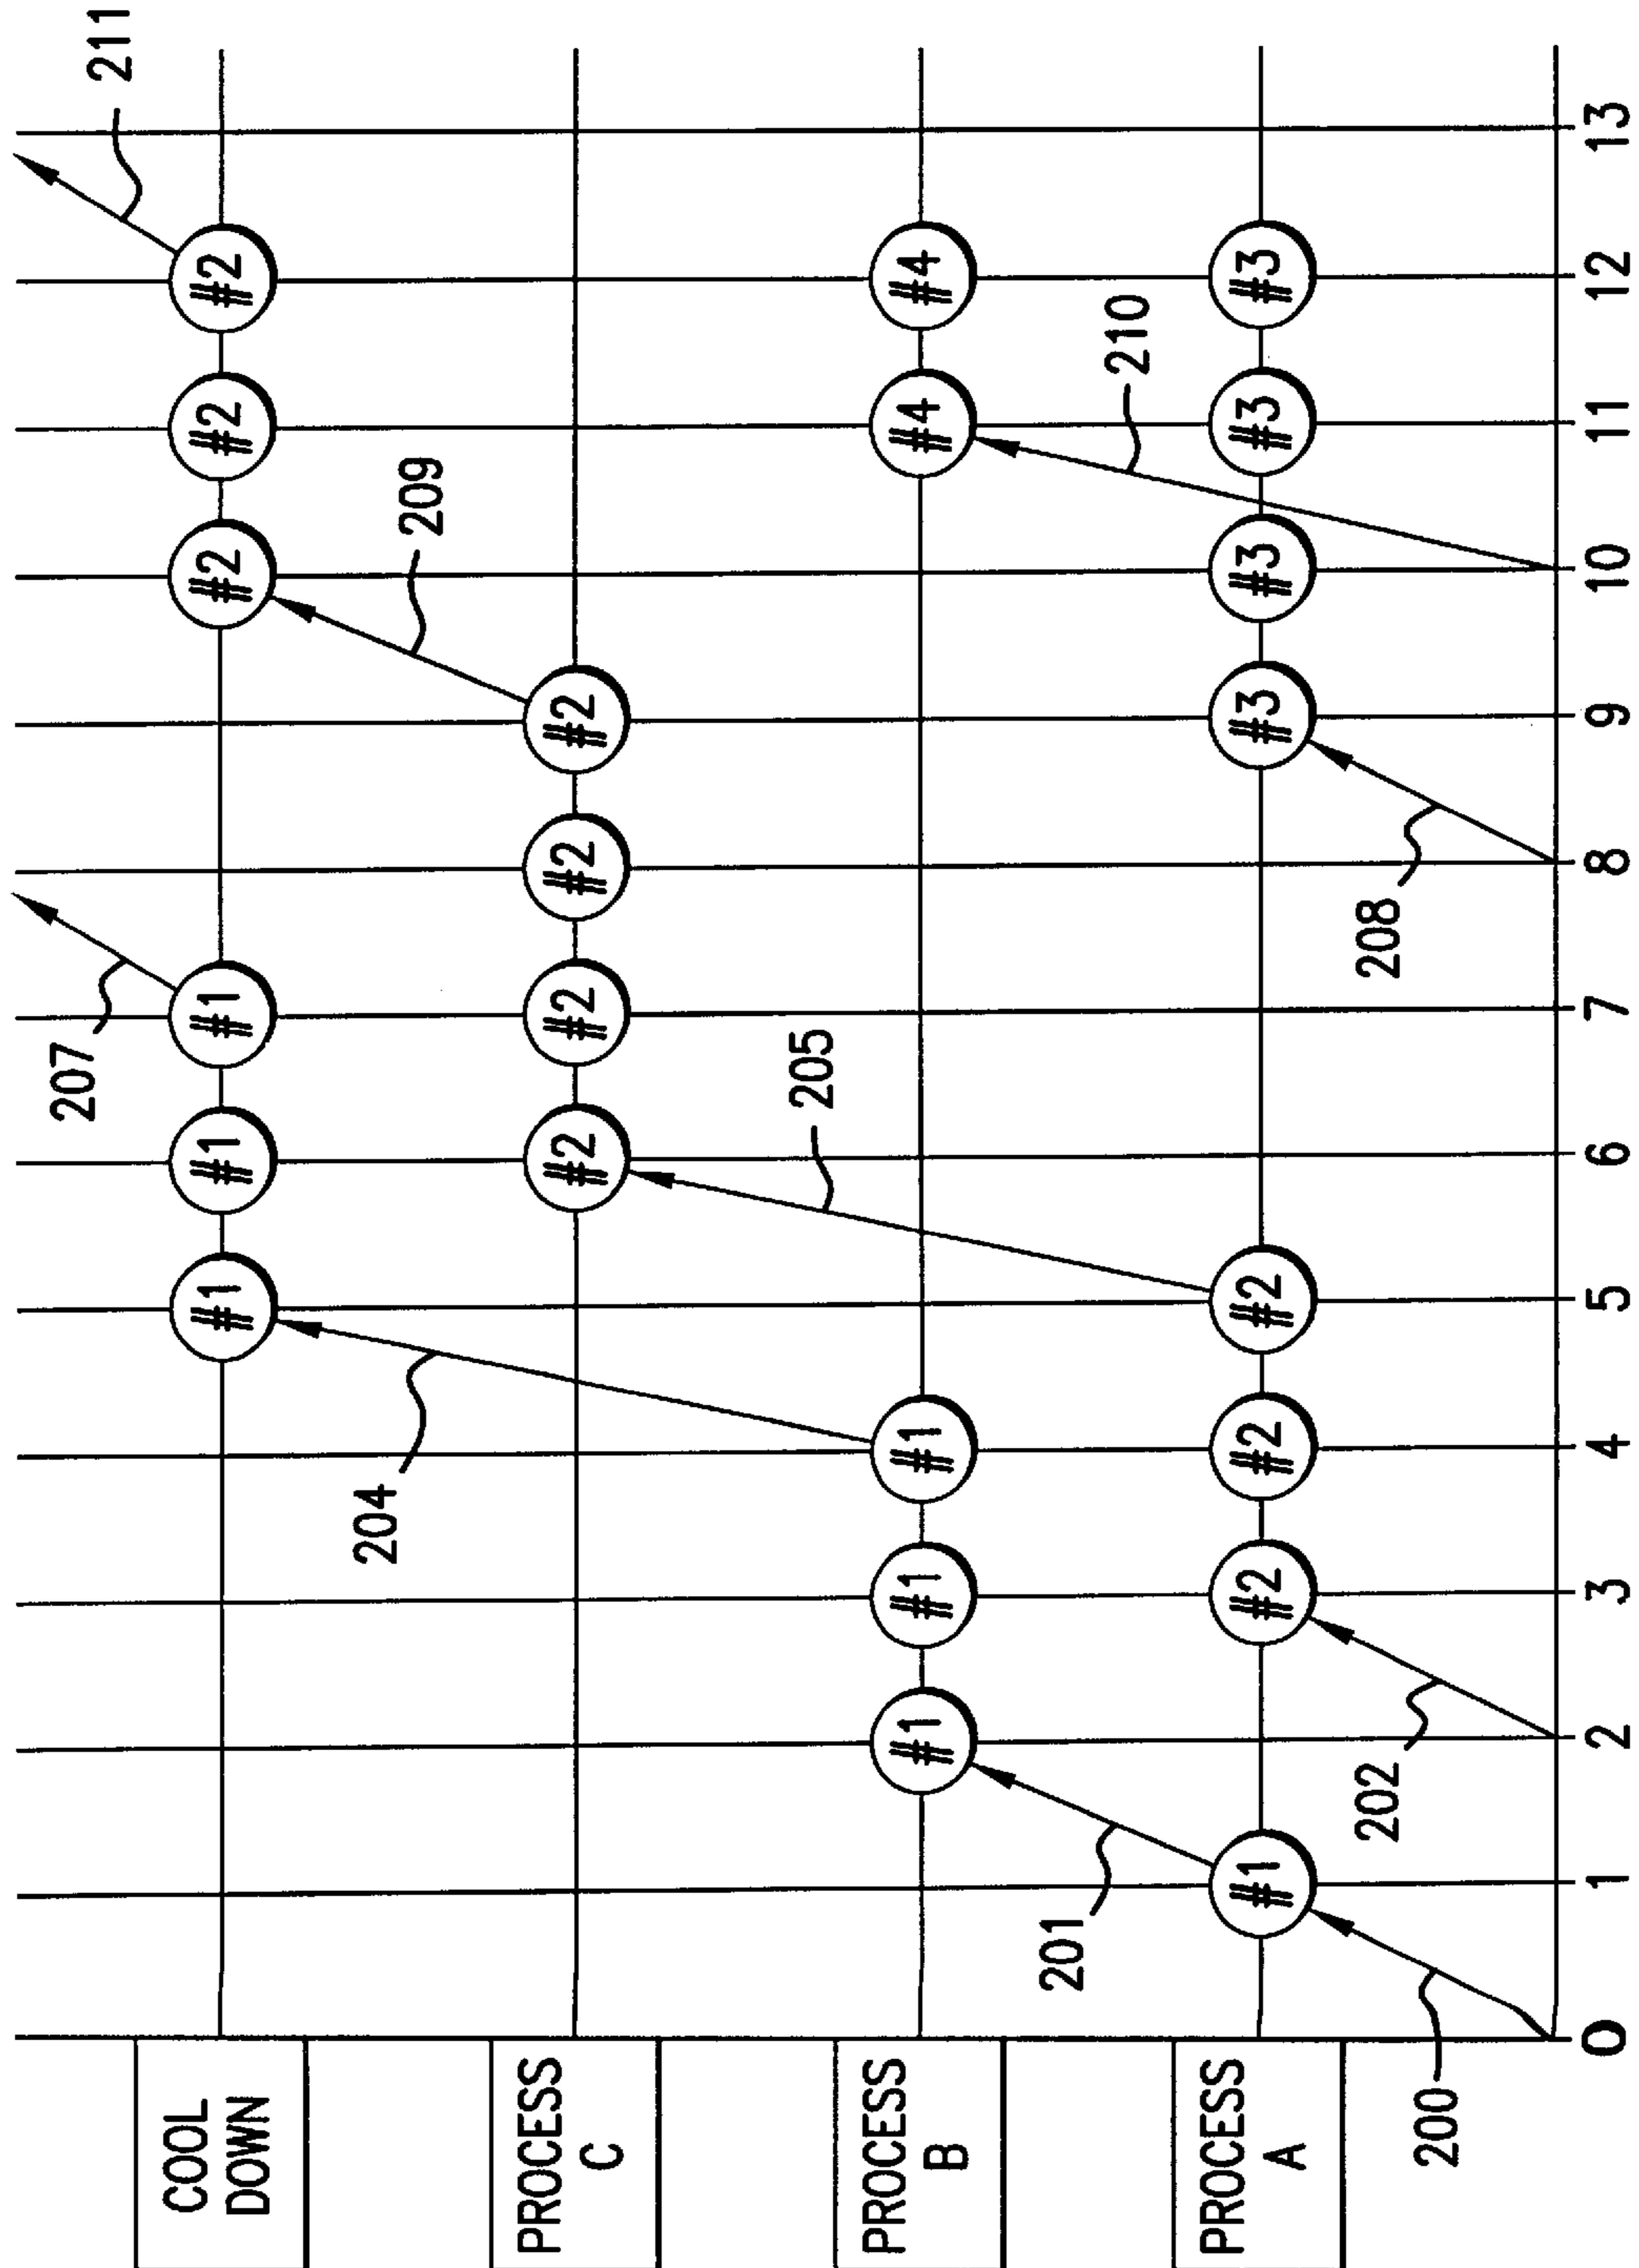 207
211
COOL
DOWN
#1 #1 #1 #2 #2 #2
204
209
PROCESS
C
#2 #2 #2 #2
205
PROCESS
B
#1 #1 #1 #4 #4
201
210
PROCESS
A
#1 #2 #2 #2 #3 #3 #3 #3
200
202
208
0 1 2 3 4 5 6 7 8 9 10 11 12 13